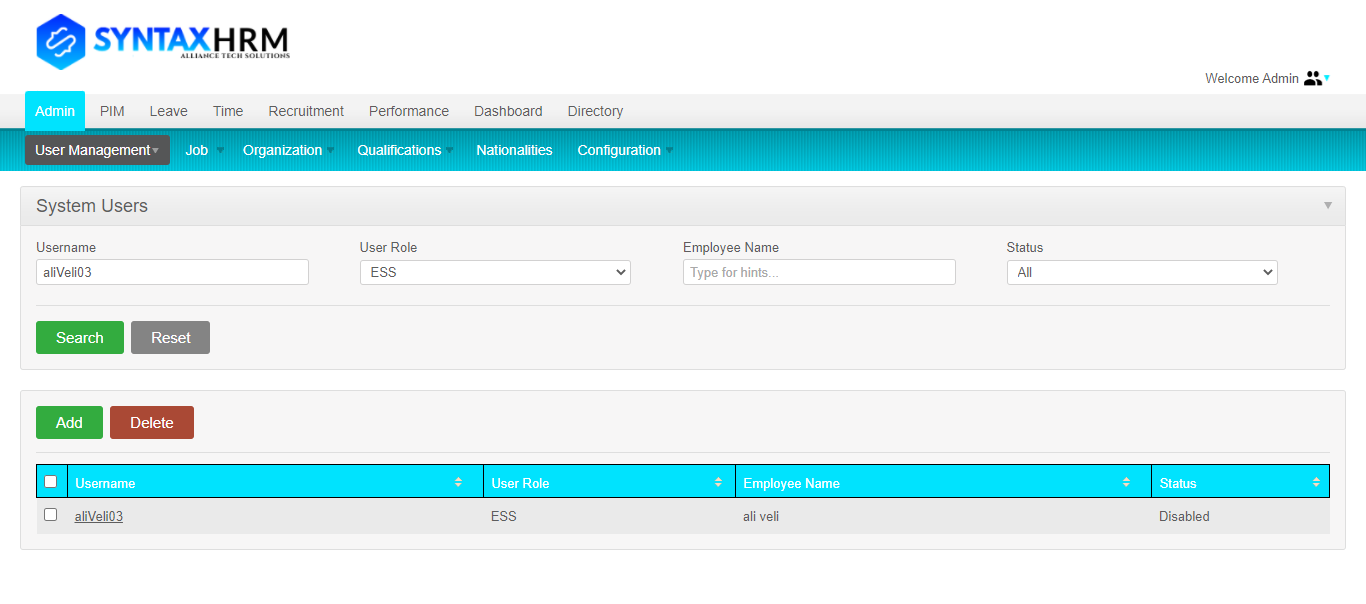 SYNTAXHRM
ALLIANCE TECH SOLUTIONS
Welcome Admin
Admin PIM Leave Time Recruitment Performance Dashboard Directory
User Management Job Organization Qualifications Nationalities Configuration
System Users
Username User Role Employee Name Status
aliVeli03 ESS Type for hints... All
Search Reset
Add Delete
Username User Role Employee Name Status
aliVeli03 ESS ali veli Disabled